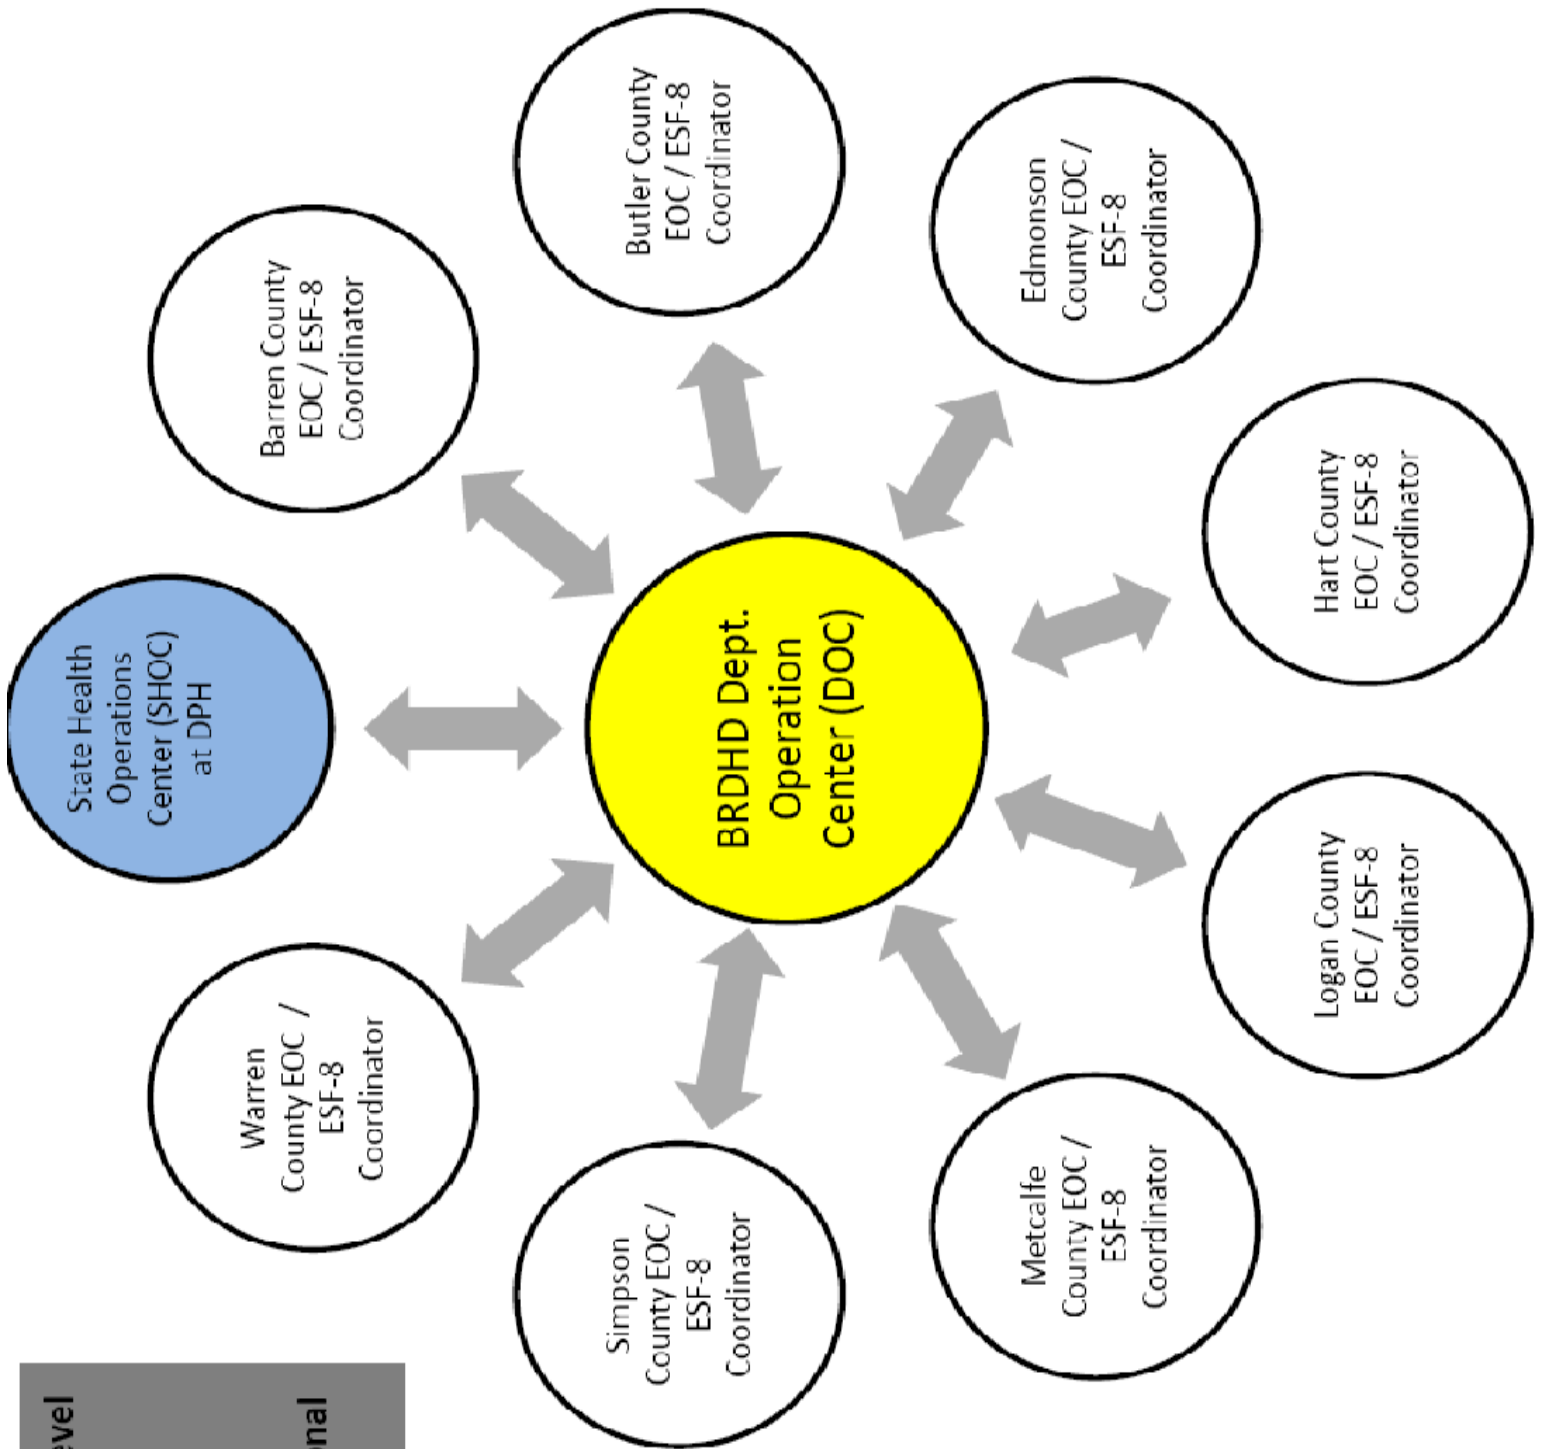 State Health
Operations
Center (SHOC)
at DPH
Barren County
EOC / ESF-8
Coordinator
Butler County
EOC / ESF-8
Coordinator
Edmonson
County EOC /
ESF-8
Coordinator
Hart County
EOC / ESF-8
Coordinator
Logan County
EOC / ESF-8
Coordinator
Metcalfe
County EOC /
ESF-8
Coordinator
Simpson
County EOC /
ESF-8
Coordinator
Warren
County EOC /
ESF-8
Coordinator
BRDHD Dept.
Operation
Center (DOC)